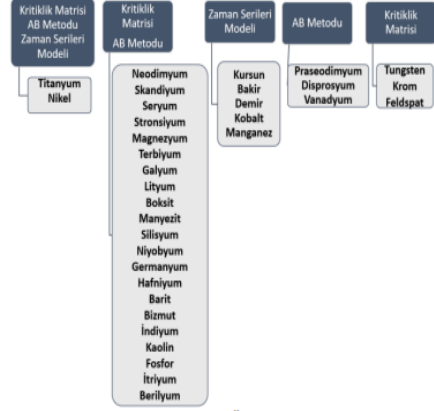 Kritiklik Matrisi
AB Metodu
Zaman Serileri
Modeli
Titanyum
Nikel
Kritiklik
Matrisi
AB Metodu
Neodimyum
Skandiyum
Seryum
Stronsiyum
Magnezyum
Terbiyum
Galyum
Lityum
Boksit
Manyezit
Silisyum
Niyobyum
Germanyum
Hafniyum
Barit
Bizmut
İndiyum
Kaolin
Fosfor
İtriyum
Berilyum
Zaman Serileri
Modeli
Kursun
Bakir
Demir
Kobalt
Manganez
AB Metodu
Praseodimyum
Disprosyum
Vanadyum
Kritiklik
Matrisi
Tungsten
Krom
Feldspat